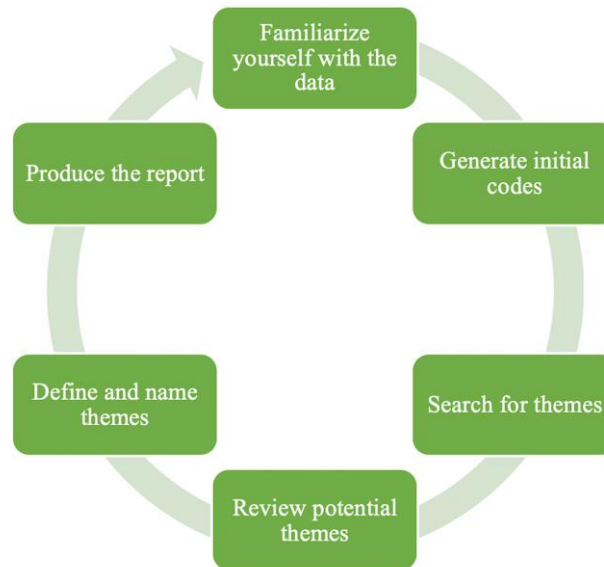 Familiarize
yourself with the
data
Generate initial
codes
Search for themes
Review potential
themes
Define and name
themes
Produce the report